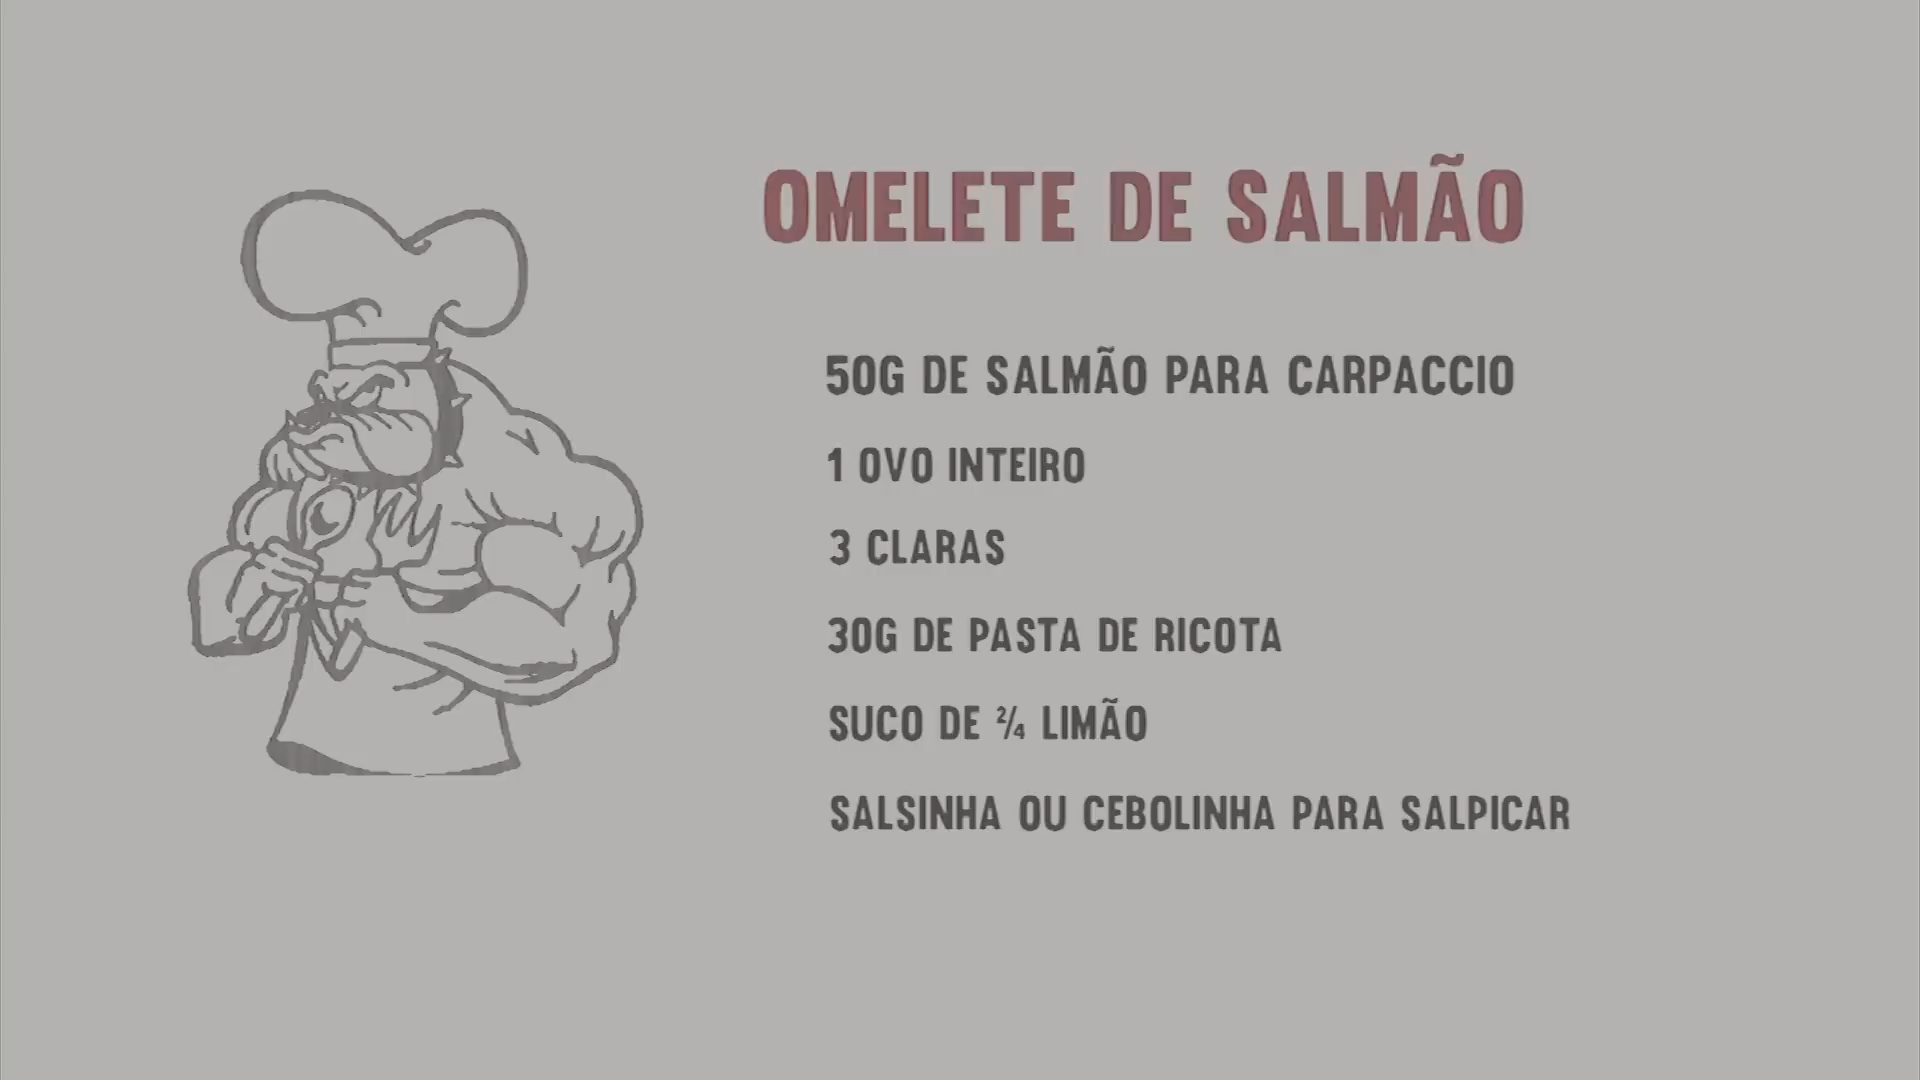 OMELETE DE SALMÃO
50G DE SALMÃO PARA CARPACCIO
1 OVO INTEIRO
3 CLARAS
30G DE PASTA DE RICOTA
SUCO DE 2/4 LIMÃO
SALSINHA OU CEBOLINHA PARA SALPICAR